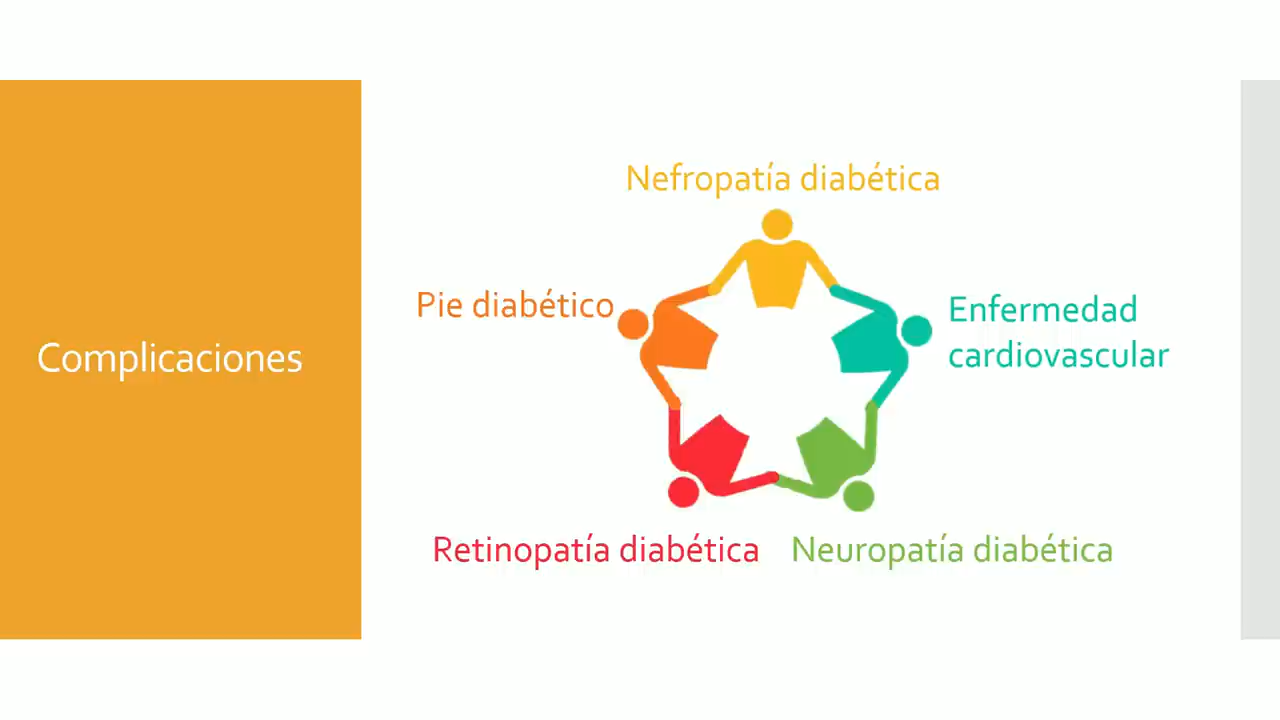 Complicaciones
Nefropatía diabética
Pie diabético
Enfermedad
cardiovascular
Retinopatía diabética
Neuropatía diabética